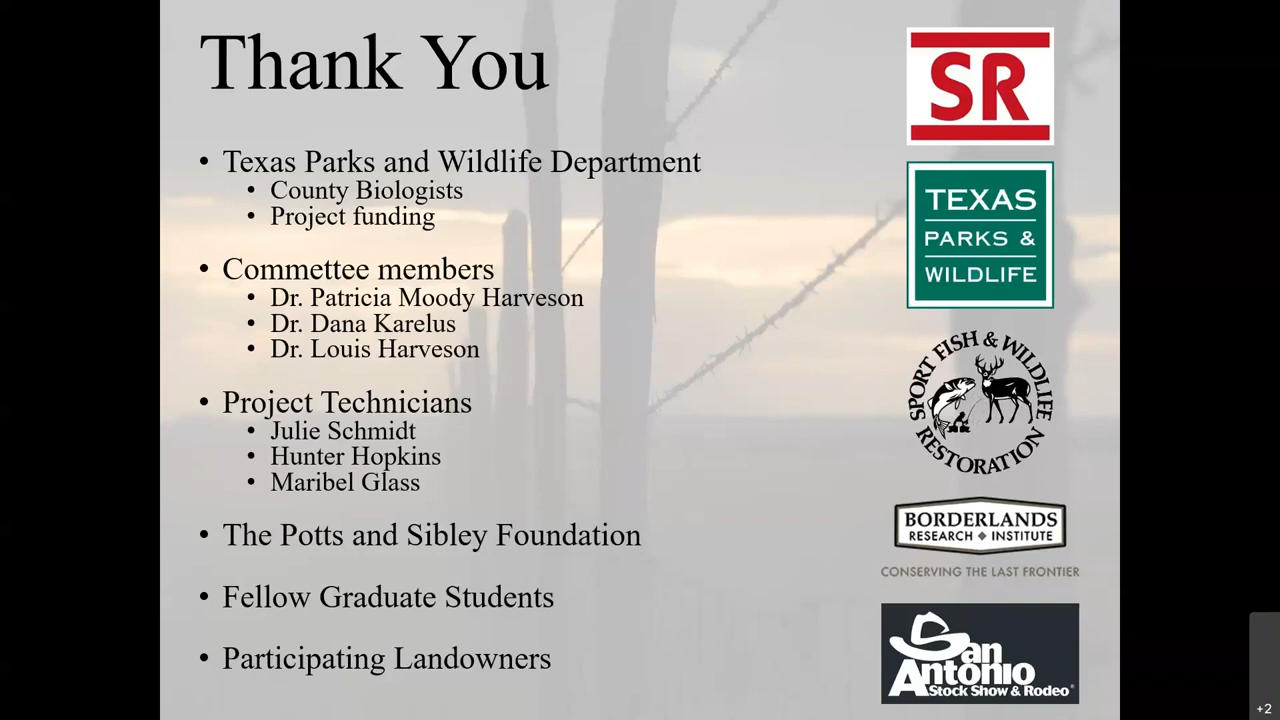 Thank You
• Texas Parks and Wildlife Department
• County Biologists
• Project funding
• Commettee members
• Dr. Patricia Moody Harveson
• Dr. Dana Karelus
• Dr. Louis Harveson
• Project Technicians
• Julie Schmidt
• Hunter Hopkins
• Maribel Glass
• The Potts and Sibley Foundation
• Fellow Graduate Students
• Participating Landowners
SR
TEXAS
PARKS &
WILDLIFE
SPORT FISH & WILDLIFE
RESTORATION
BORDERLANDS
RESEARCH ◆ INSTITUTE
CONSERVING THE LAST FRONTIER
San
Antonio
Stock Show & Rodeo®
+2